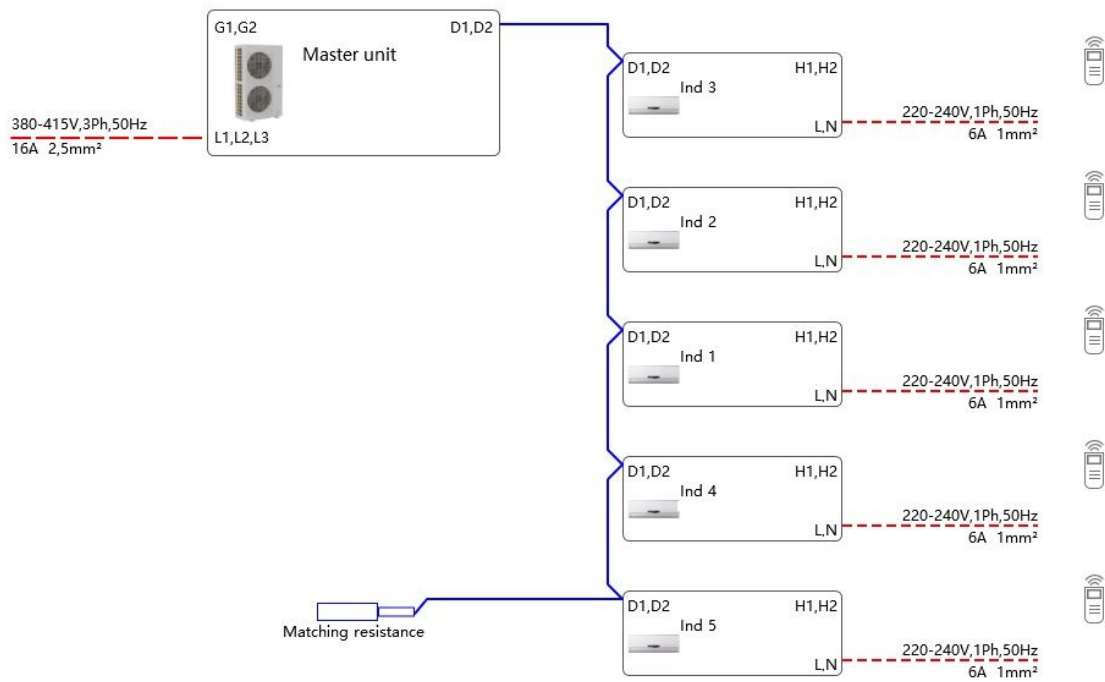 G1,G2
D1,D2
Master unit
380-415V,3Ph,50Hz
16A 2,5mm²
L1,L2,L3
D1,D2
H1,H2
Ind 3
L,N
220-240V,1Ph,50Hz
6A 1mm²
D1,D2
H1,H2
Ind 2
L,N
220-240V,1Ph,50Hz
6A 1mm²
D1,D2
H1,H2
Ind 1
L,N
220-240V,1Ph,50Hz
6A 1mm²
D1,D2
H1,H2
Ind 4
L,N
220-240V,1Ph,50Hz
6A 1mm²
Matching resistance
D1,D2
H1,H2
Ind 5
L,N
220-240V,1Ph,50Hz
6A 1mm²